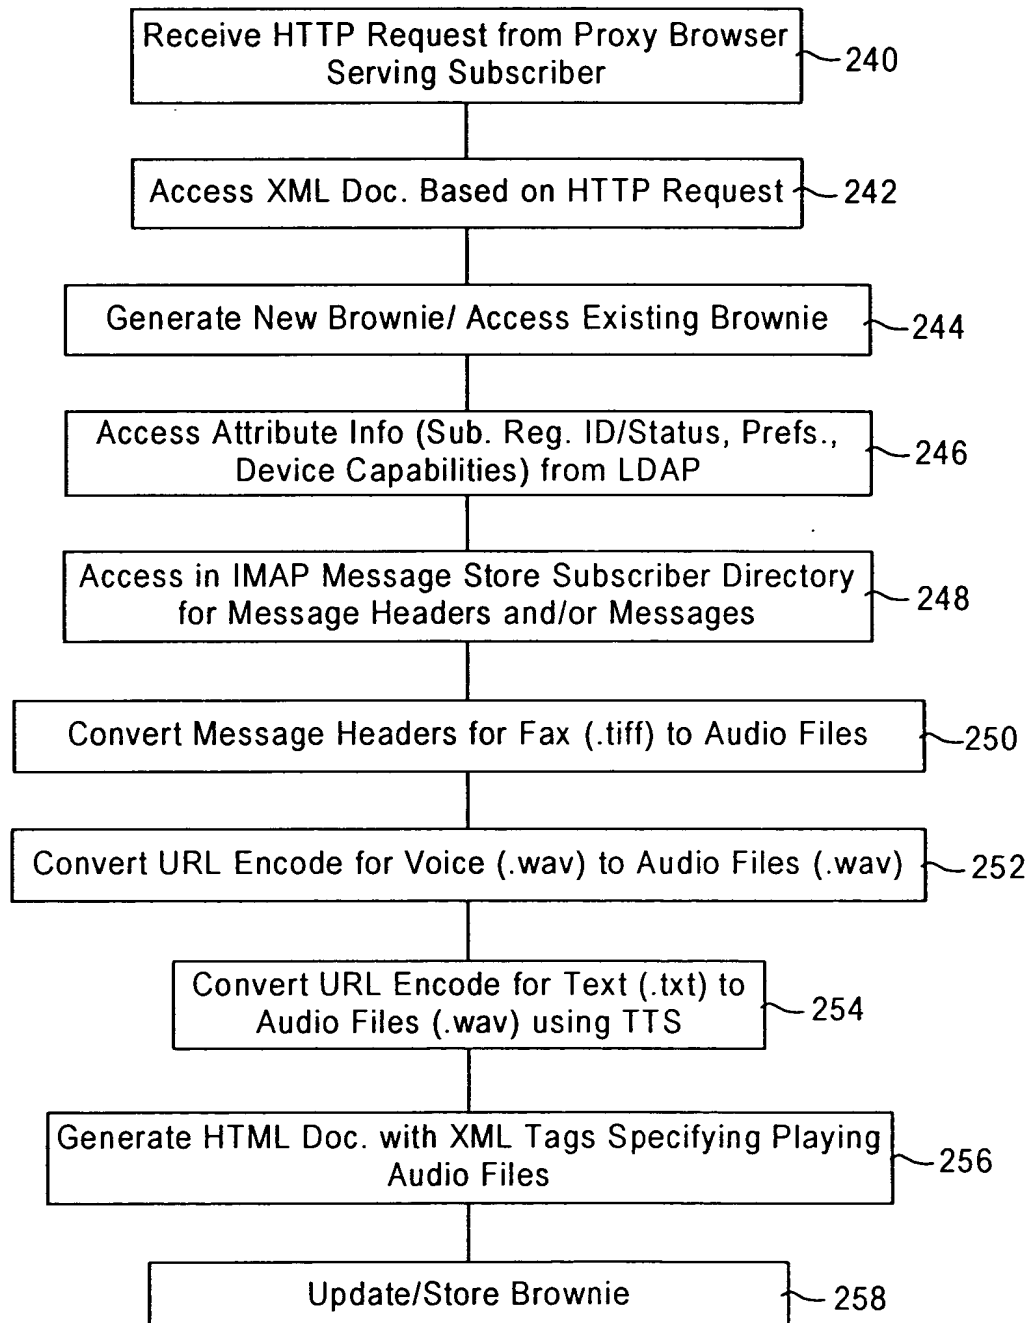 Receive HTTP Request from Proxy Browser
Serving Subscriber
240
Access XML Doc. Based on HTTP Request
242
Generate New Brownie/ Access Existing Brownie
244
Access Attribute Info (Sub. Reg. ID/Status, Prefs.,
Device Capabilities) from LDAP
246
Access in IMAP Message Store Subscriber Directory
for Message Headers and/or Messages
248
Convert Message Headers for Fax (.tiff) to Audio Files
250
Convert URL Encode for Voice (.wav) to Audio Files (.wav)
252
Convert URL Encode for Text (.txt) to
Audio Files (.wav) using TTS
254
Generate HTML Doc. with XML Tags Specifying Playing
Audio Files
256
Update/Store Brownie
258